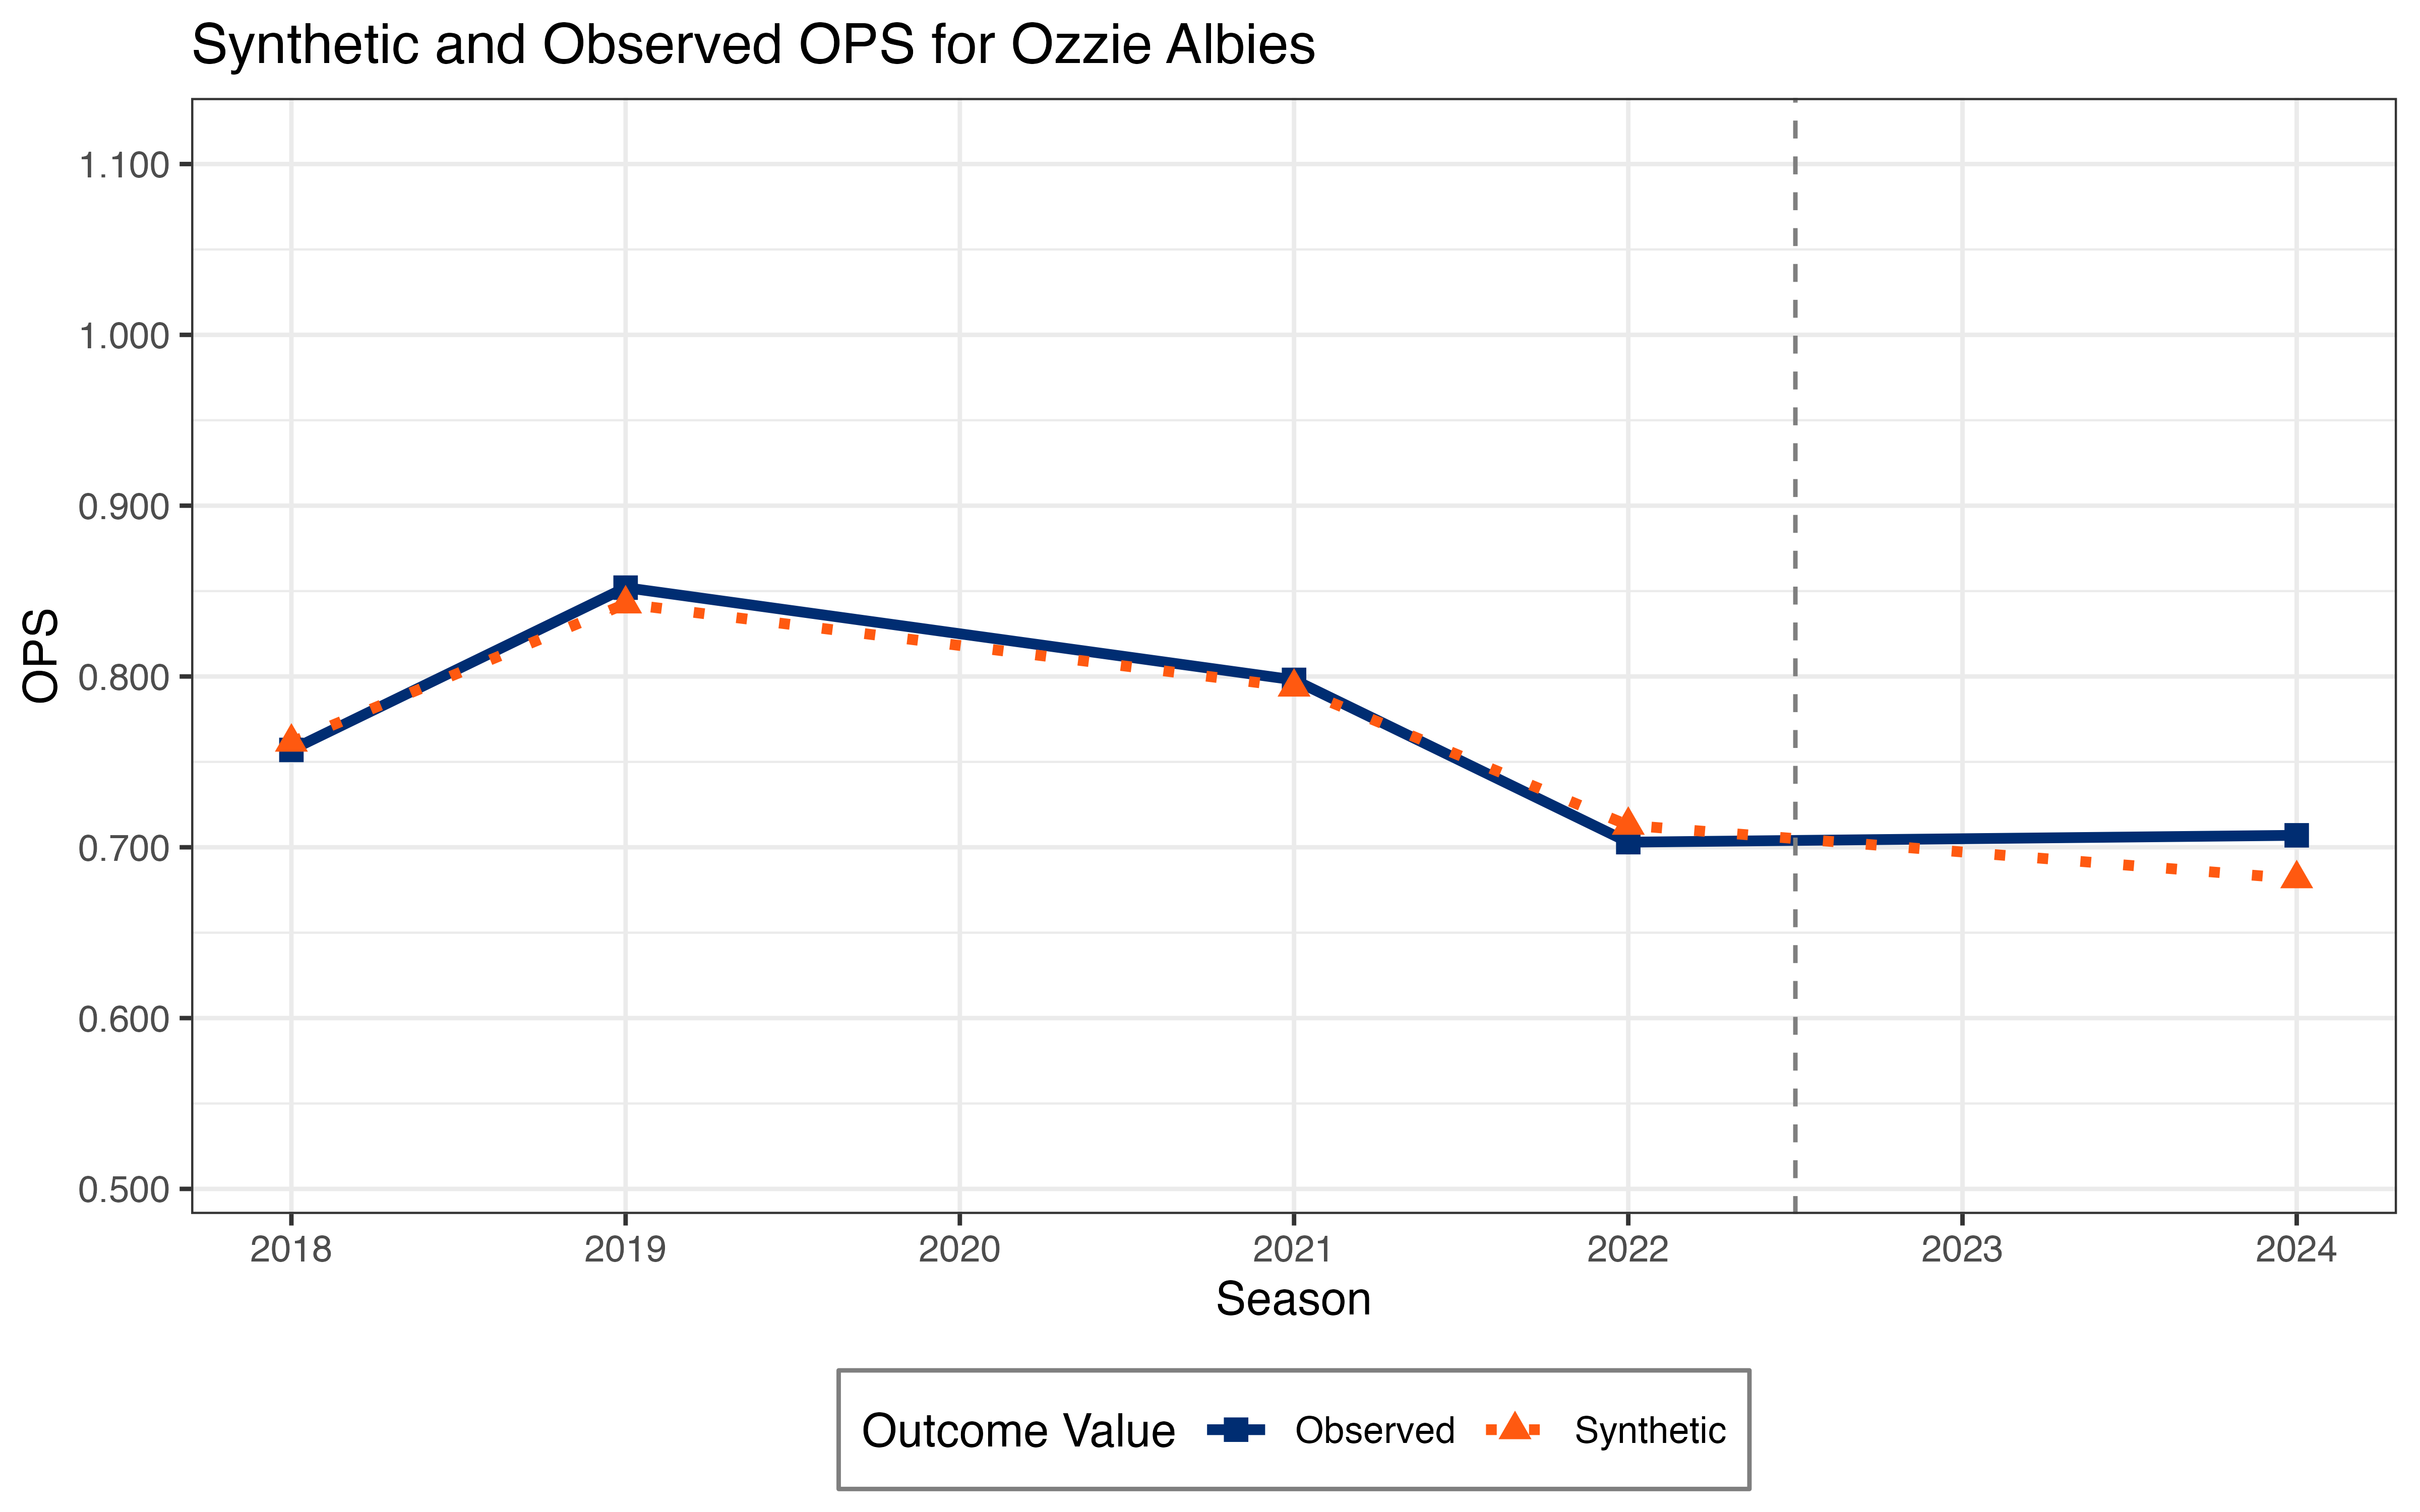 Synthetic and Observed OPS for Ozzie Albies
1.100
1.000
0.900
0.800
0.700
0.600
0.500
OPS
2018 2019 2020 2021 2022 2023 2024
Season
Outcome Value Observed Synthetic